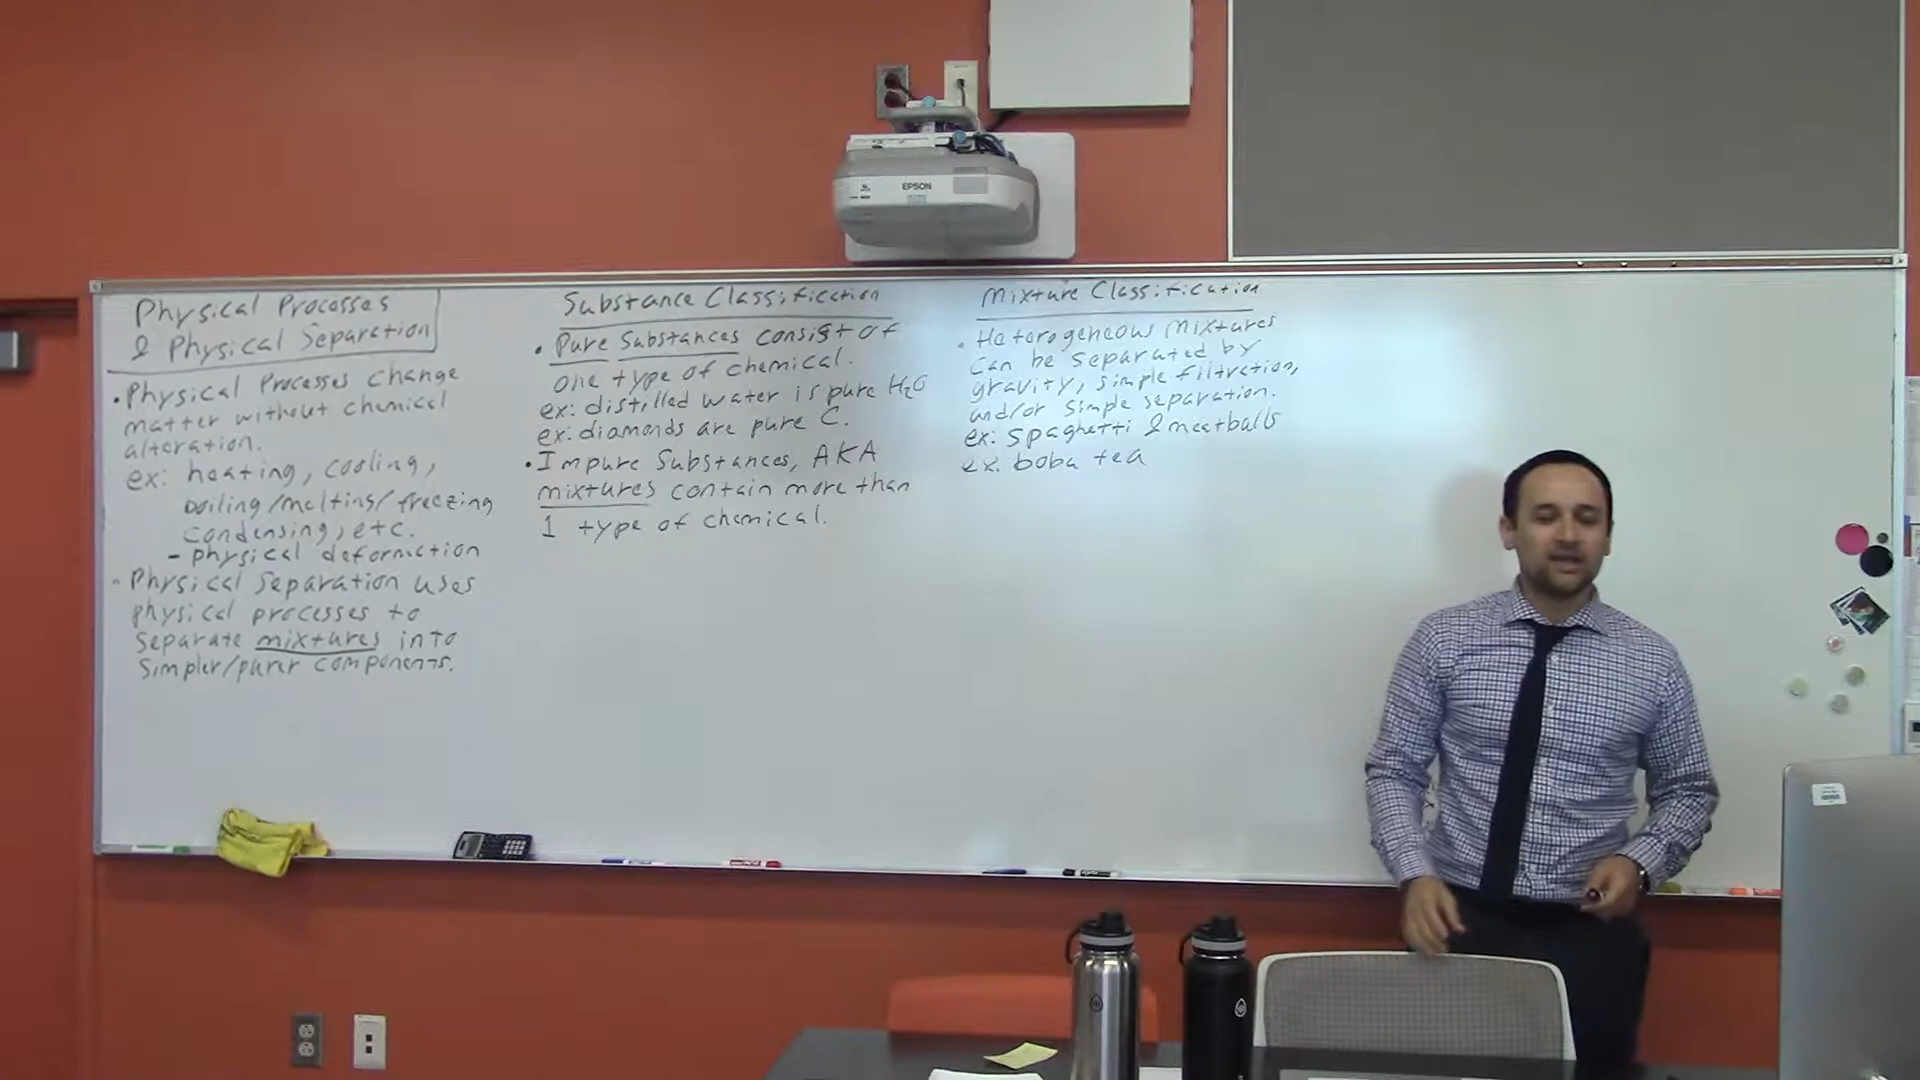 Physical Processes
& Physical Separation
• Physical Processes change
matter without chemical
alteration.
ex: heating, cooling,
boiling/melting/freezing
condensing, etc.
- physical deformation
• Physical Separation uses
physical processes to
separate mixtures into
simpler/purer components.
Substance Classification
• Pure Substances consist of
one type of chemical.
ex: distilled water is pure H₂O
ex: diamonds are pure C.
• Impure Substances, AKA
mixtures contain more than
1 type of chemical.
Mixture Classification
• Heterogeneous mixtures
can be separated by
gravity, simple filtration,
and/or simple separation.
ex: spaghetti & meatballs
ex: boba tea
EPSON